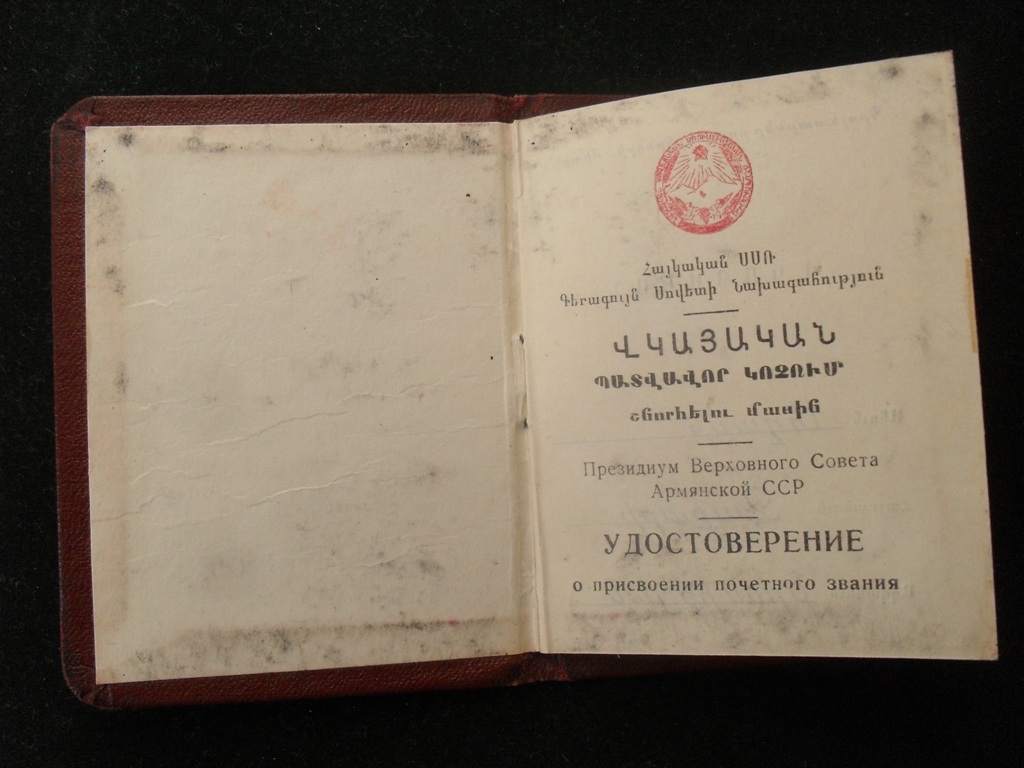 Հայկական ՍՍՌ
Գերագույն Սովետի Նախագահություն
ՎԿԱՅԱԿԱՆ
ՊԱՏՎԱՎՈՐ ԿՈՉՈՒՄ
շնորհելու մասին
Президиум Верховного Совета
Армянской ССР
УДОСТОВЕРЕНИЕ
о присвоении почетного звания